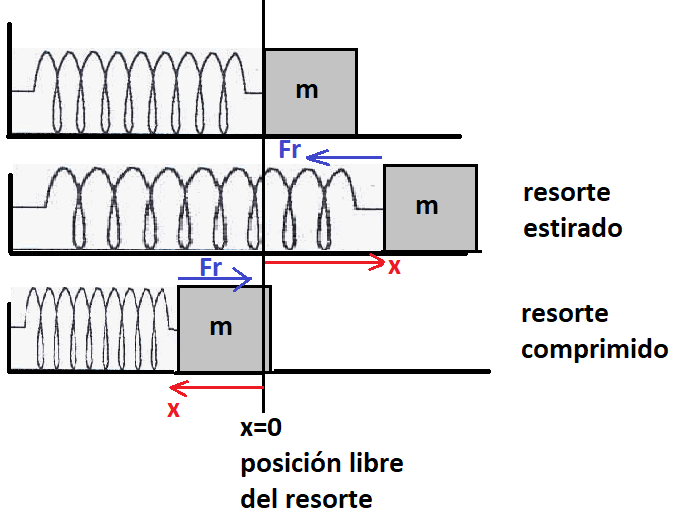 m
Fr
m
resorte
estirado
x
Fr
m
resorte
comprimido
x
x=0
posición libre
del resorte